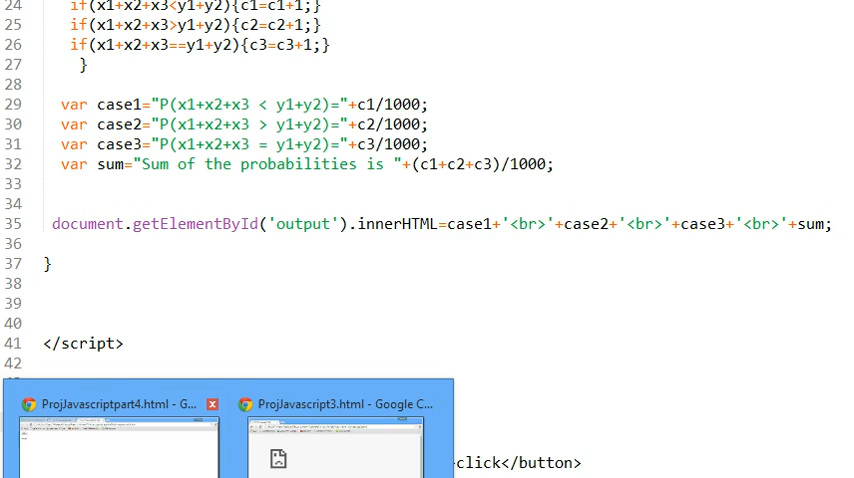 24 if(x1+x2+x3<y1+y2){c1=c1+1;}
25 if(x1+x2+x3>y1+y2){c2=c2+1;}
26 if(x1+x2+x3==y1+y2){c3=c3+1;}
27 }
28
29 var case1="P(x1+x2+x3 < y1+y2)="+c1/1000;
30 var case2="P(x1+x2+x3 > y1+y2)="+c2/1000;
31 var case3="P(x1+x2+x3 = y1+y2)="+c3/1000;
32 var sum="Sum of the probabilities is "+(c1+c2+c3)/1000;
33
34
35 document.getElementById('output').innerHTML=case1+'<br>'+case2+'<br>'+case3+'<br>'+sum;
36
37 }
38
39
40
41 </script>
42
ProjJavascriptpart4.html - G... ProjJavascript3.html - Google C...
click</button>